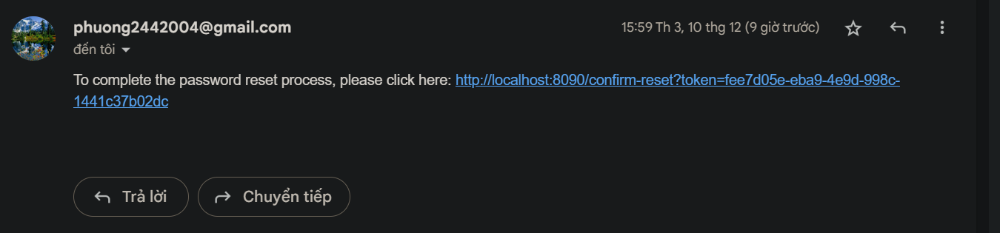 phuong2442004@gmail.com
15:59 Th 3, 10 thg 12 (9 giờ trước)
đến tôi
To complete the password reset process, please click here: http://localhost:8090/confirm-reset?token=fee7d05e-eba9-4e9d-998c-
1441c37b02dc
Trả lời
Chuyển tiếp